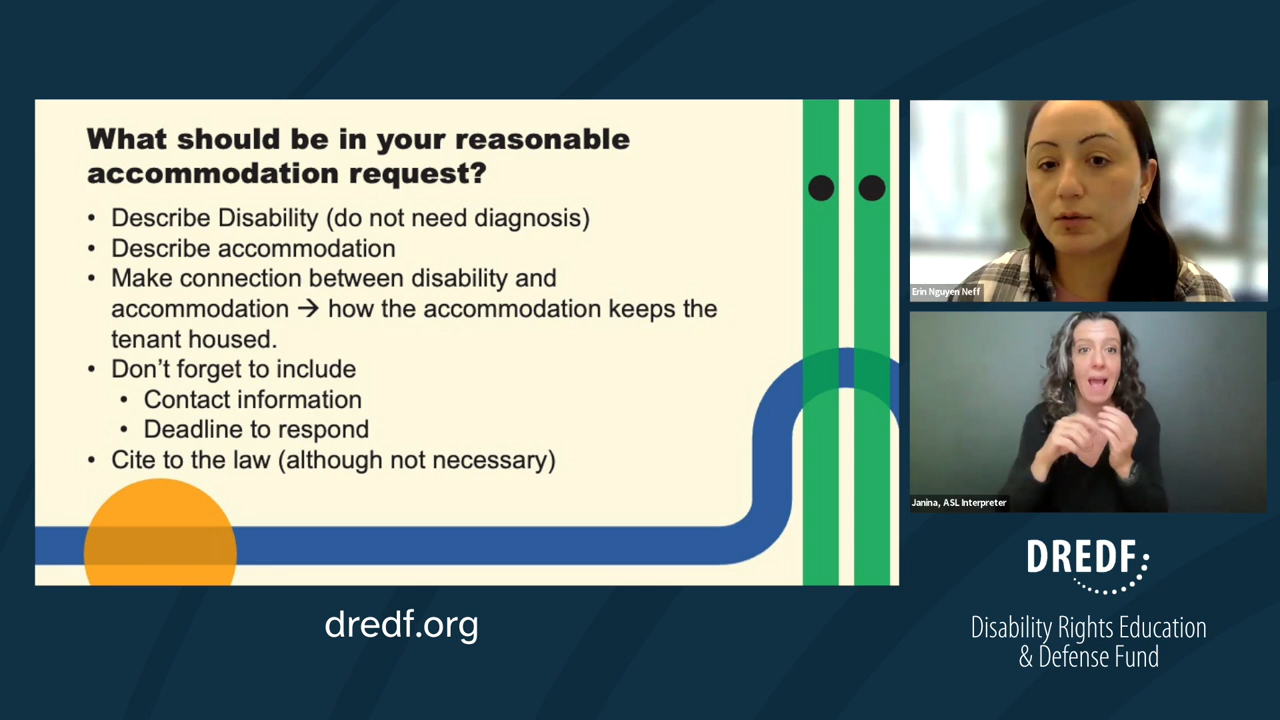 What should be in your reasonable
accommodation request?
• Describe Disability (do not need diagnosis)
• Describe accommodation
• Make connection between disability and
accommodation → how the accommodation keeps the
tenant housed.
• Don’t forget to include
• Contact information
• Deadline to respond
• Cite to the law (although not necessary)
Erin Nguyen Neff
Janina, ASL Interpreter
dredf.org
DREDF
Disability Rights Education
& Defense Fund